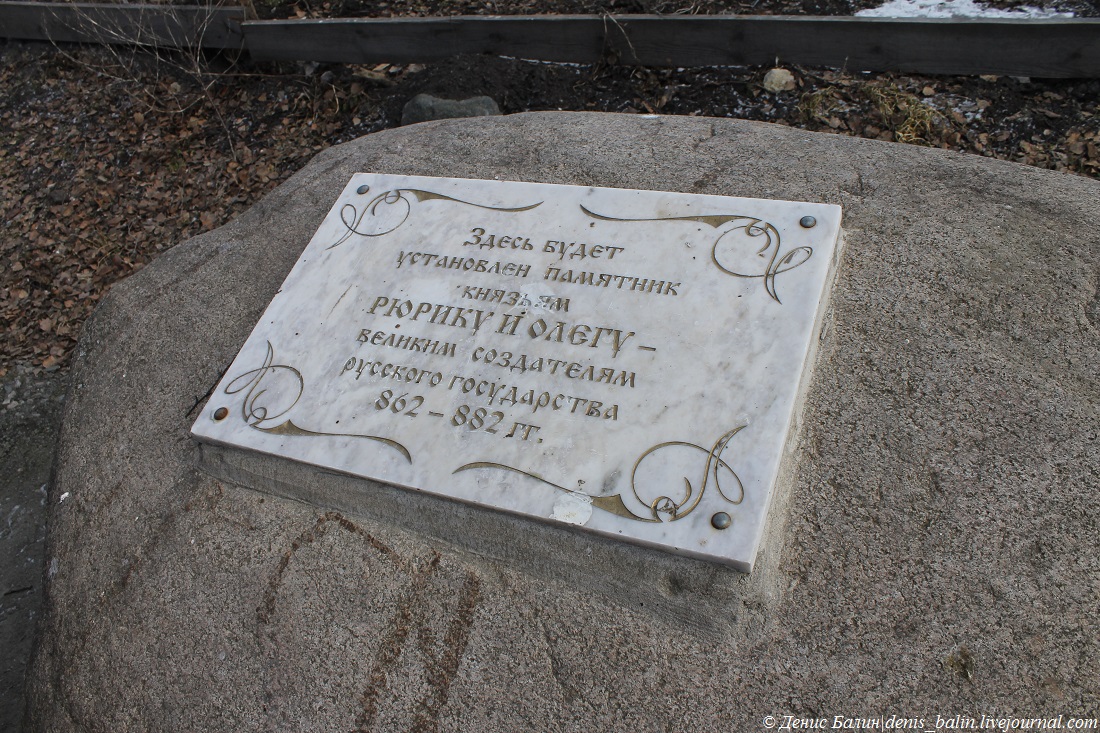 Здесь будет
установлен памятник
князьям
РЮРИКУ И ОЛЕГУ –
великим создателям
русского государства
862 – 882 гг.
© Денис Балин|denis_balin.livejournal.com